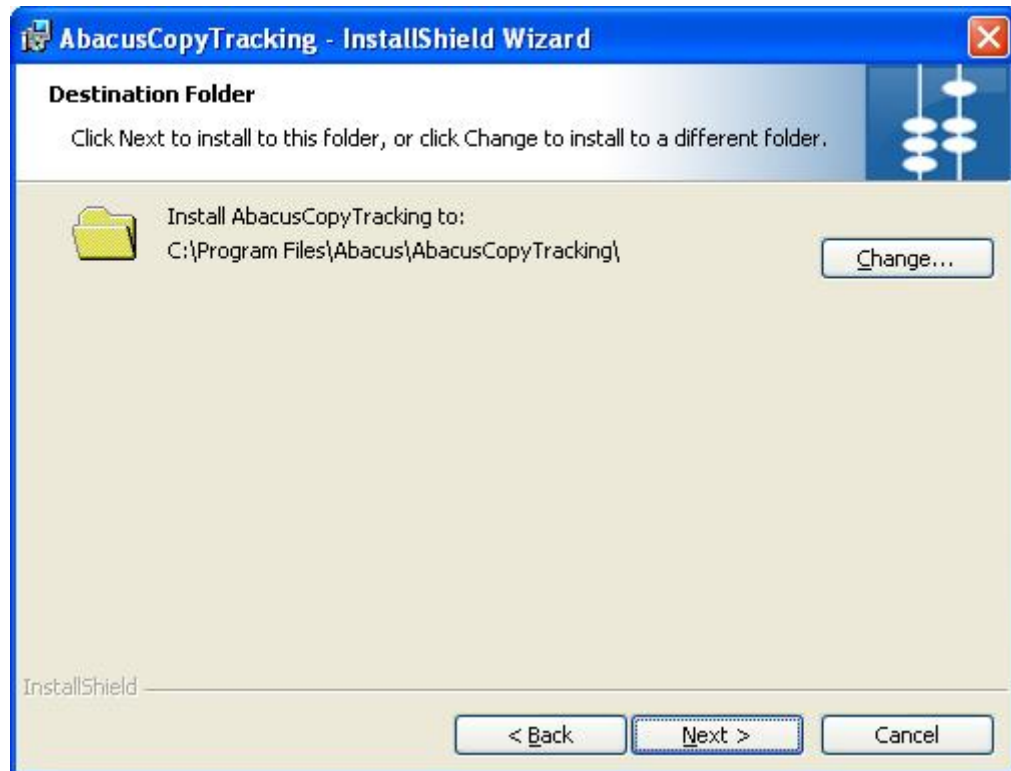 AbacusCopyTracking - InstallShield Wizard
Destination Folder
Click Next to install to this folder, or click Change to install to a different folder.
Install AbacusCopyTracking to:
C:\Program Files\Abacus\AbacusCopyTracking\
Change...
InstallShield
< Back
Next >
Cancel